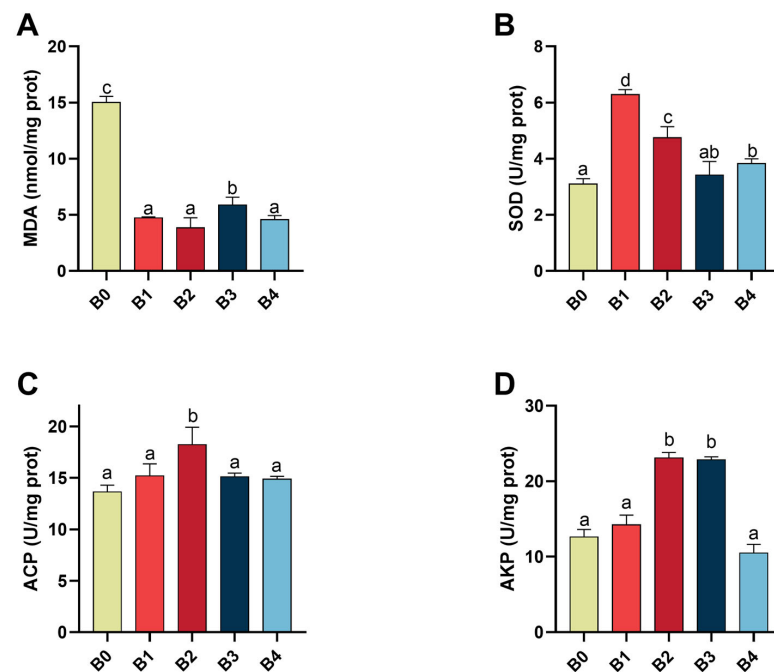 A
MDA (nmol/mg prot)
20
15
10
5
0
c
a
a
b
a
B0
B1
B2
B3
B4
B
SOD (U/mg prot)
8
6
4
2
0
a
d
c
ab
b
B0
B1
B2
B3
B4
C
ACP (U/mg prot)
20
15
10
5
0
a
a
b
a
a
B0
B1
B2
B3
B4
D
AKP (U/mg prot)
30
20
10
0
a
a
b
b
a
B0
B1
B2
B3
B4